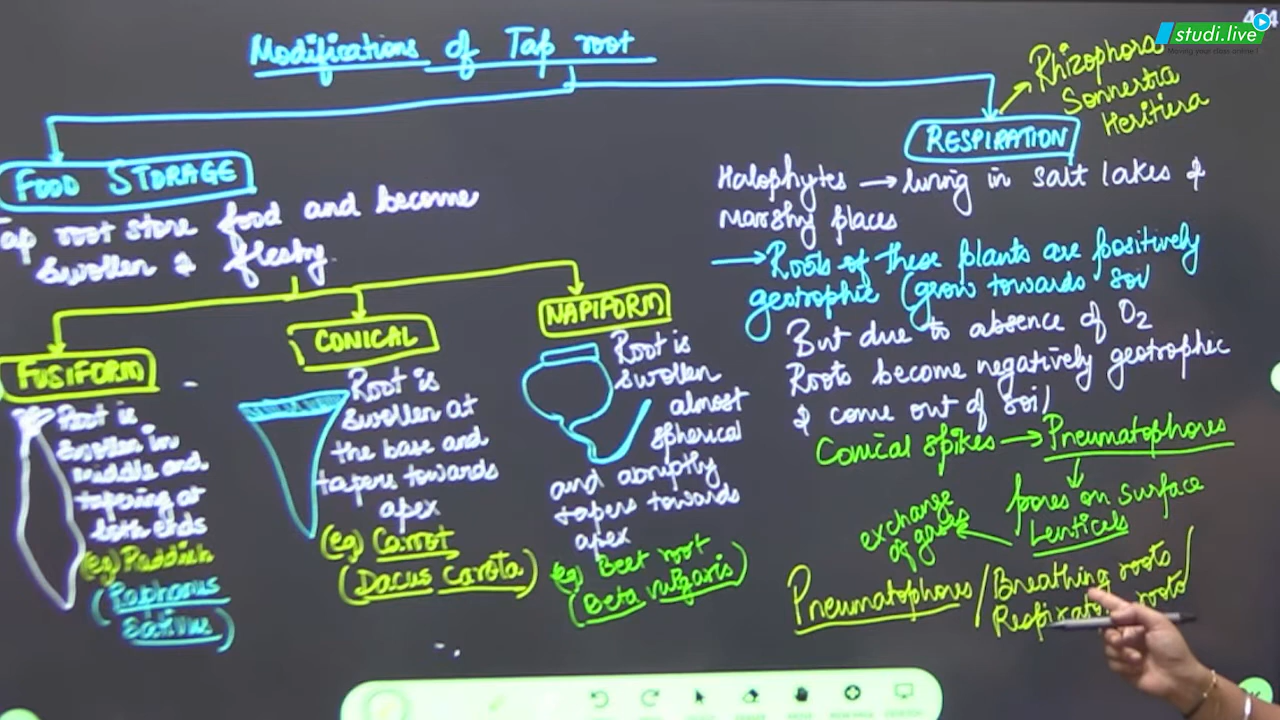 4/4
studi.live
Modifications of Tap root
Rhizophora
Sonnertia
Heritiera
FOOD STORAGE
Tap root store food and become
swollen & fleshy.
FUSIFORM
Root is
swollen in
middle and
tapering at
both ends
(eg) Raddish
(Raphanus
sativus)
CONICAL
Root is
swollen at
the base and
tapers towards
apex
(eg) Carrot
(Dacus carota)
NAPIFORM
Root is
swollen
almost
spherical
and abruptly
tapers towards
apex
(eg) Beet root
(Beta vulgaris)
RESPIRATION
Halophytes → living in salt lakes &
Marshy places
→ Roots of these plants are positively
geotrophic (grow towards soil
But due to absence of O2
Roots become negatively geotrophic
& come out of soil
Conical spikes → Pneumatophores
pores on surface
Lenticels
exchange
of gases
Pneumatophores / Breathing roots /
Respiratory roots